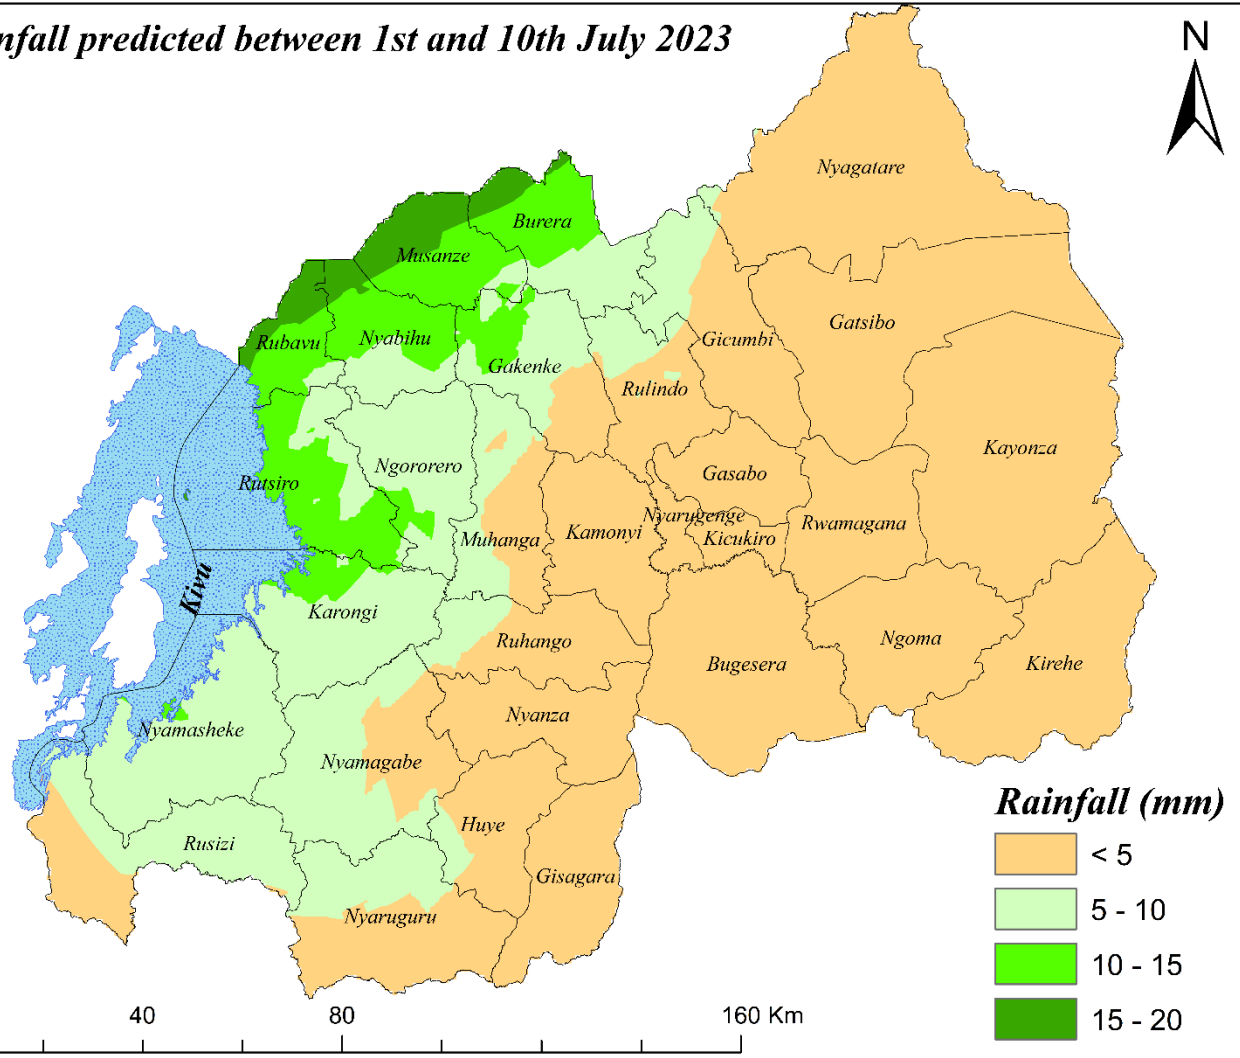 nfall predicted between 1st and 10th July 2023
N
Nyagatare
Burera
Musanze
Rubavu
Nyabihu
Gakenke
Gicumbi
Gatsibo
Rulindo
Kayonza
Ngororero
Gasabo
Rutsiro
Nyarugenge
Rwamagana
Muhanga
Kamonyi
Kicukiro
Kivu
Karongi
Ruhango
Ngoma
Bugesera
Kirehe
Nyanza
Nyamasheke
Nyamagabe
Huye
Rusizi
Gisagara
Nyaruguru
Rainfall (mm)
< 5
5 - 10
10 - 15
15 - 20
40 80 160 Km